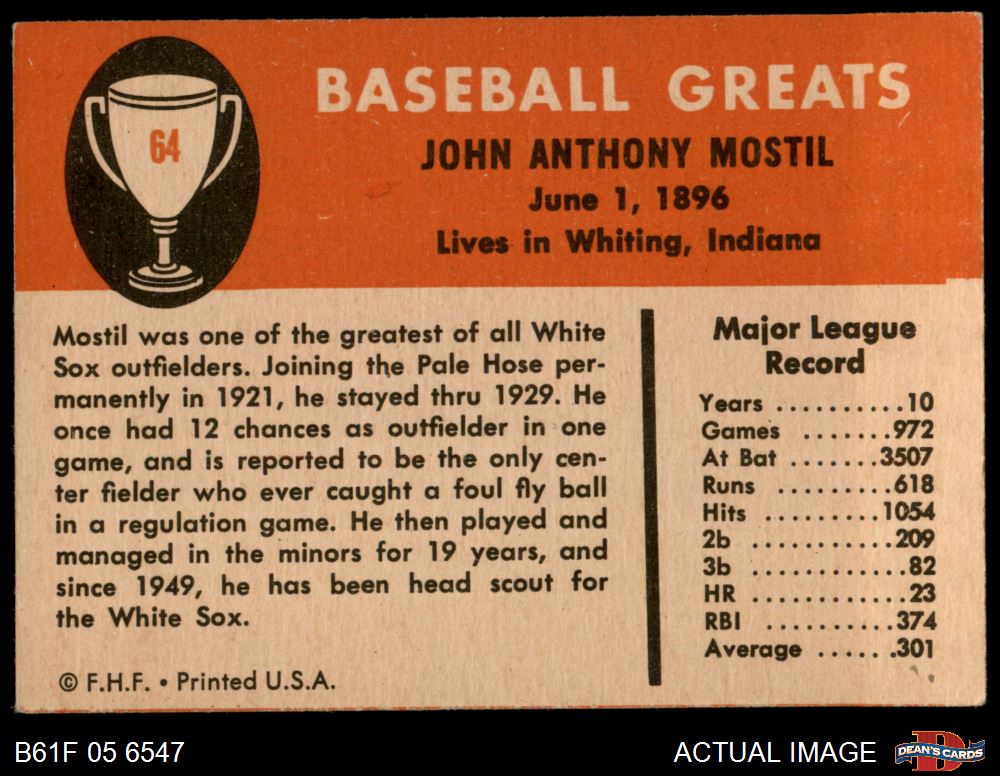 64
BASEBALL GREATS
JOHN ANTHONY MOSTIL
June 1, 1896
Lives in Whiting, Indiana
Mostil was one of the greatest of all White
Sox outfielders. Joining the Pale Hose per-
manently in 1921, he stayed thru 1929. He
once had 12 chances as outfielder in one
game, and is reported to be the only cen-
ter fielder who ever caught a foul fly ball
in a regulation game. He then played and
managed in the minors for 19 years, and
since 1949, he has been head scout for
the White Sox.
© F.H.F. • Printed U.S.A.
Major League
Record
Years ..........10
Games .......972
At Bat .......3507
Runs .........618
Hits .........1054
2b ...........209
3b ............82
HR ............23
RBI ..........374
Average ...... .301
B61F 05 6547
ACTUAL IMAGE
D
DEAN'S CARDS